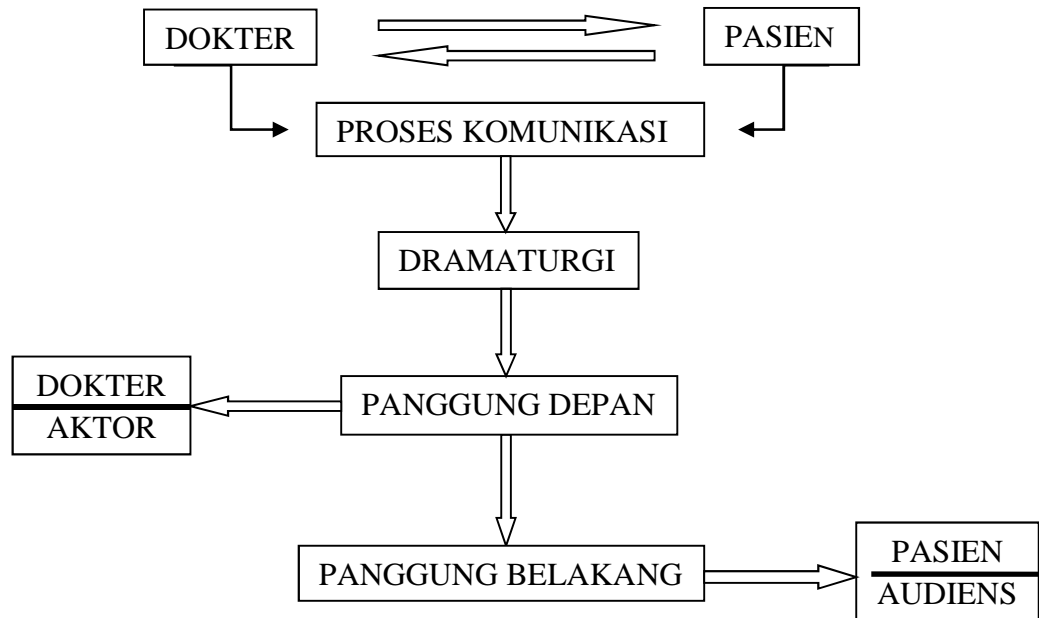 DOKTER
PASIEN
PROSES KOMUNIKASI
DRAMATURGI
DOKTER
AKTOR
PANGGUNG DEPAN
PANGGUNG BELAKANG
PASIEN
AUDIENS